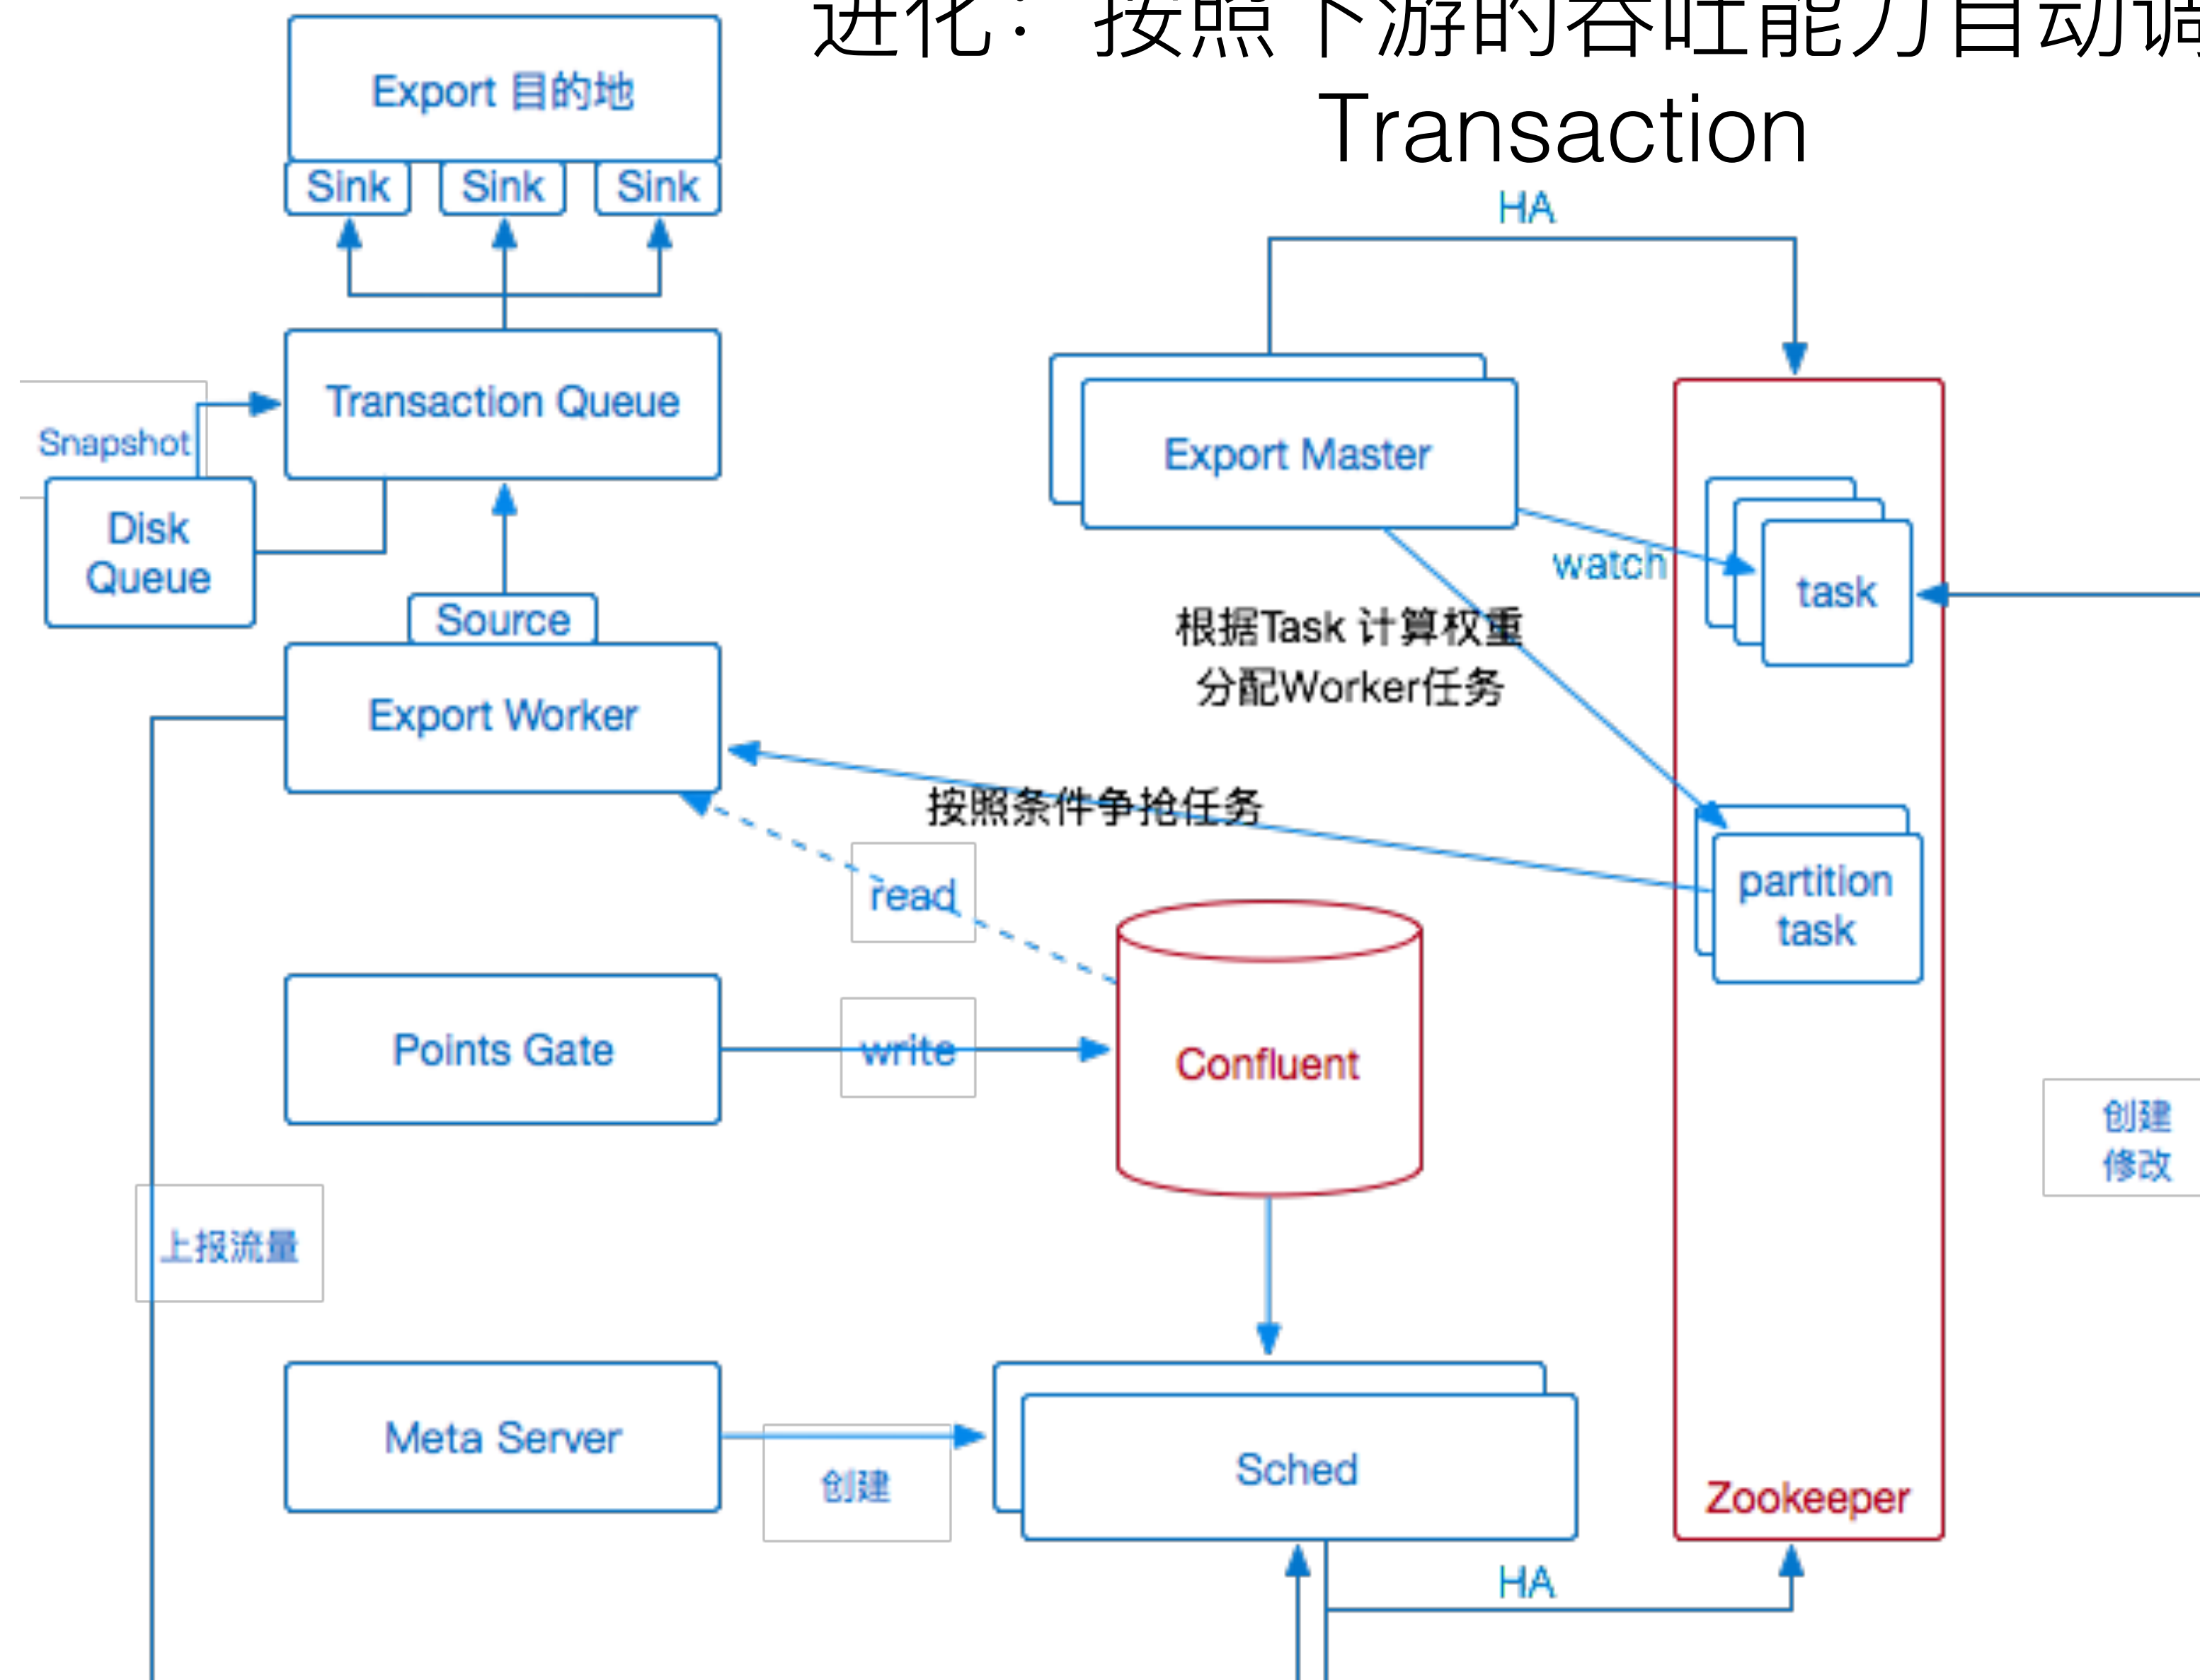 进化：按照下游的吞吐能力自动调
Transaction
Export 目的地
Sink
Sink
Sink
HA
Transaction Queue
Snapshot
Disk
Queue
Export Master
watch
task
Source
根据Task 计算权重
分配Worker任务
Export Worker
按照条件争抢任务
read
partition
task
Points Gate
write
Confluent
创建
修改
上报流量
Meta Server
创建
Sched
Zookeeper
HA